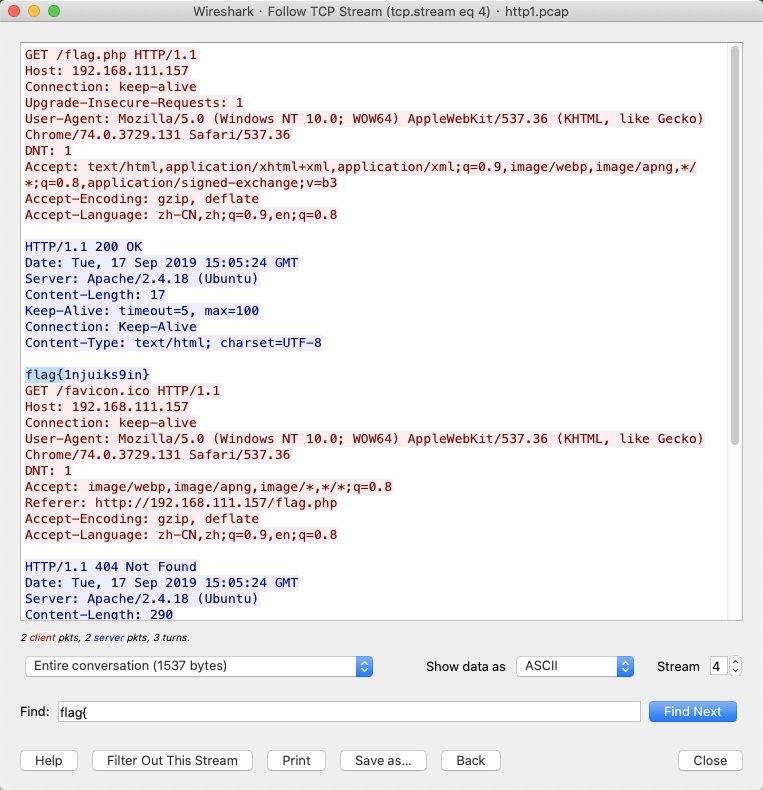 Wireshark · Follow TCP Stream (tcp.stream eq 4) · http1.pcap
GET /flag.php HTTP/1.1
Host: 192.168.111.157
Connection: keep-alive
Upgrade-Insecure-Requests: 1
User-Agent: Mozilla/5.0 (Windows NT 10.0; WOW64) AppleWebKit/537.36 (KHTML, like Gecko)
Chrome/74.0.3729.131 Safari/537.36
DNT: 1
Accept: text/html,application/xhtml+xml,application/xml;q=0.9,image/webp,image/apng,*/
*;q=0.8,application/signed-exchange;v=b3
Accept-Encoding: gzip, deflate
Accept-Language: zh-CN,zh;q=0.9,en;q=0.8
HTTP/1.1 200 OK
Date: Tue, 17 Sep 2019 15:05:24 GMT
Server: Apache/2.4.18 (Ubuntu)
Content-Length: 17
Keep-Alive: timeout=5, max=100
Connection: Keep-Alive
Content-Type: text/html; charset=UTF-8
flag{1njuiks9in}
GET /favicon.ico HTTP/1.1
Host: 192.168.111.157
Connection: keep-alive
User-Agent: Mozilla/5.0 (Windows NT 10.0; WOW64) AppleWebKit/537.36 (KHTML, like Gecko)
Chrome/74.0.3729.131 Safari/537.36
DNT: 1
Accept: image/webp,image/apng,image/*,*/*;q=0.8
Referer: http://192.168.111.157/flag.php
Accept-Encoding: gzip, deflate
Accept-Language: zh-CN,zh;q=0.9,en;q=0.8
HTTP/1.1 404 Not Found
Date: Tue, 17 Sep 2019 15:05:24 GMT
Server: Apache/2.4.18 (Ubuntu)
Content-Length: 290
2 client pkts, 2 server pkts, 3 turns.
Entire conversation (1537 bytes) Show data as ASCII Stream 4
Find: flag{ Find Next
Help Filter Out This Stream Print Save as... Back Close